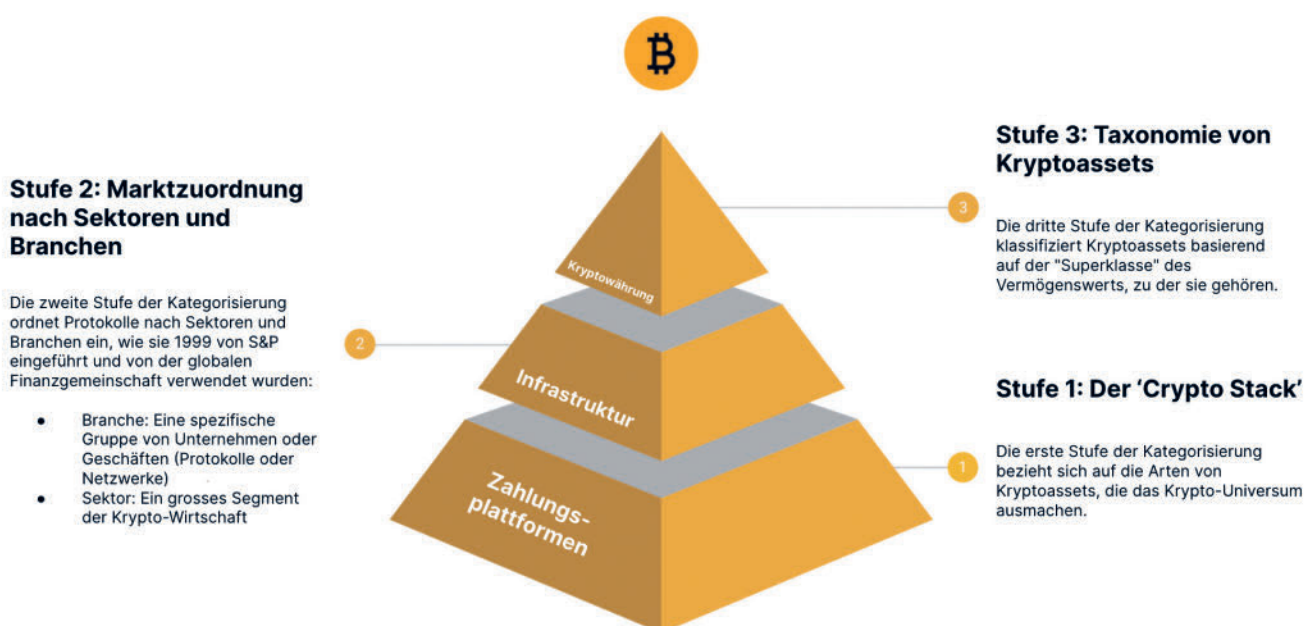 Stufe 2: Marktzuordnung
nach Sektoren und
Branchen
Die zweite Stufe der Kategorisierung
ordnet Protokolle nach Sektoren und
Branchen ein, wie sie 1999 von S&P
eingeführt und von der globalen
Finanzgemeinschaft verwendet wurden:
● Branche: Eine spezifische
Gruppe von Unternehmen oder
Geschäften (Protokolle oder
Netzwerke)
● Sektor: Ein grosses Segment
der Krypto-Wirtschaft
2
₿
Kryptowährung
Infrastruktur
Zahlungs-
plattformen
3
Stufe 3: Taxonomie von
Kryptoassets
Die dritte Stufe der Kategorisierung
klassifiziert Kryptoassets basierend
auf der "Superklasse" des
Vermögenswerts, zu der sie gehören.
1
Stufe 1: Der ‘Crypto Stack’
Die erste Stufe der Kategorisierung
bezieht sich auf die Arten von
Kryptoassets, die das Krypto-Universum
ausmachen.